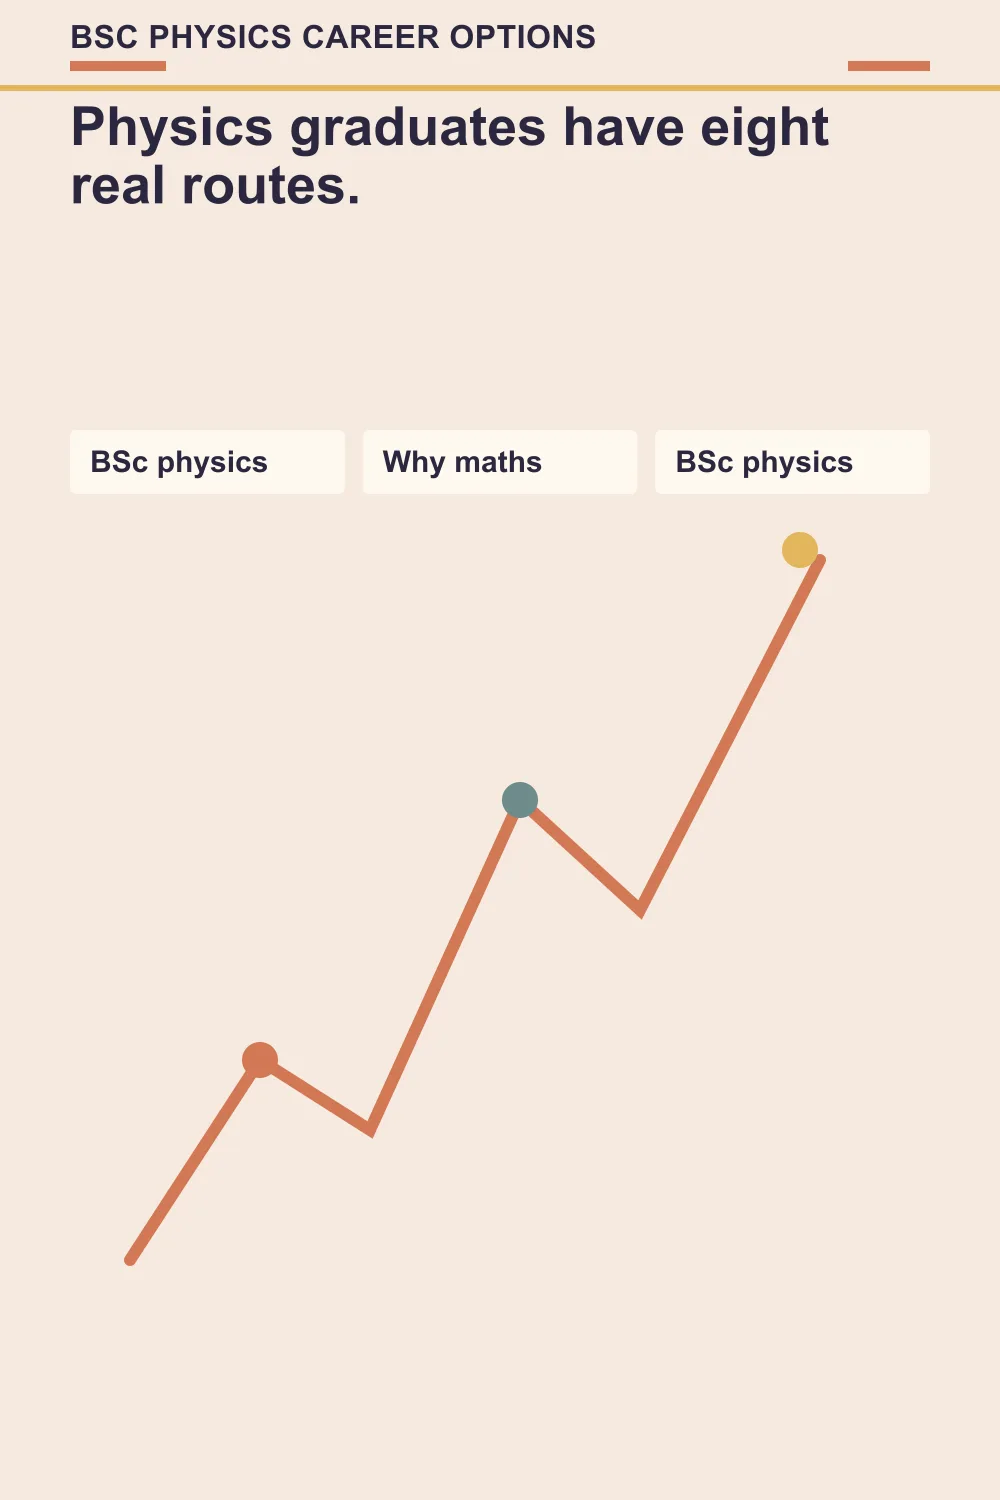 BSC PHYSICS CAREER OPTIONS
Physics graduates have eight
real routes.
BSc physics
Why maths
BSc physics